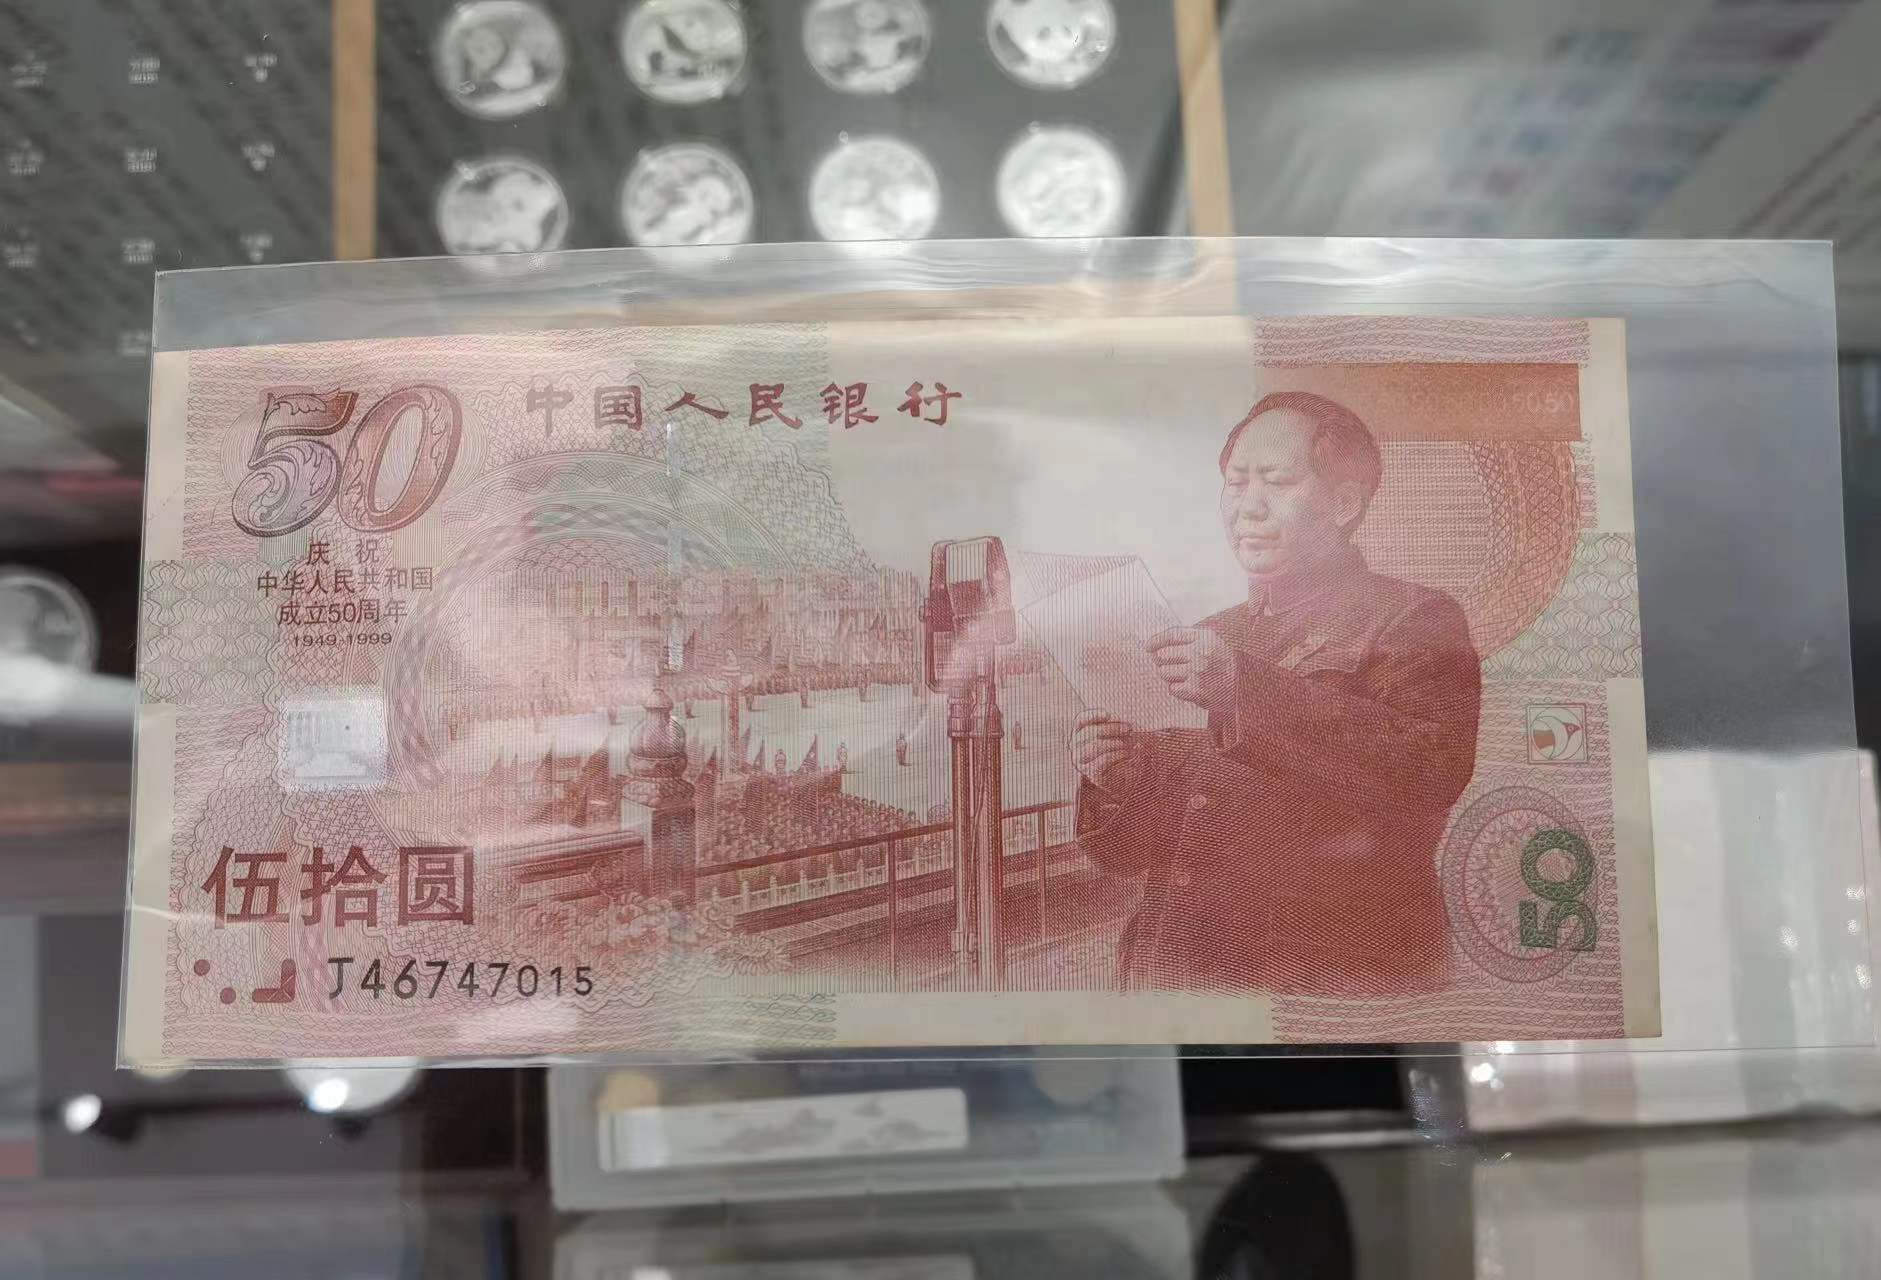 50
中国人民银行
庆祝
中华人民共和国
成立50周年
1949-1999
伍拾圆
J46747015
50